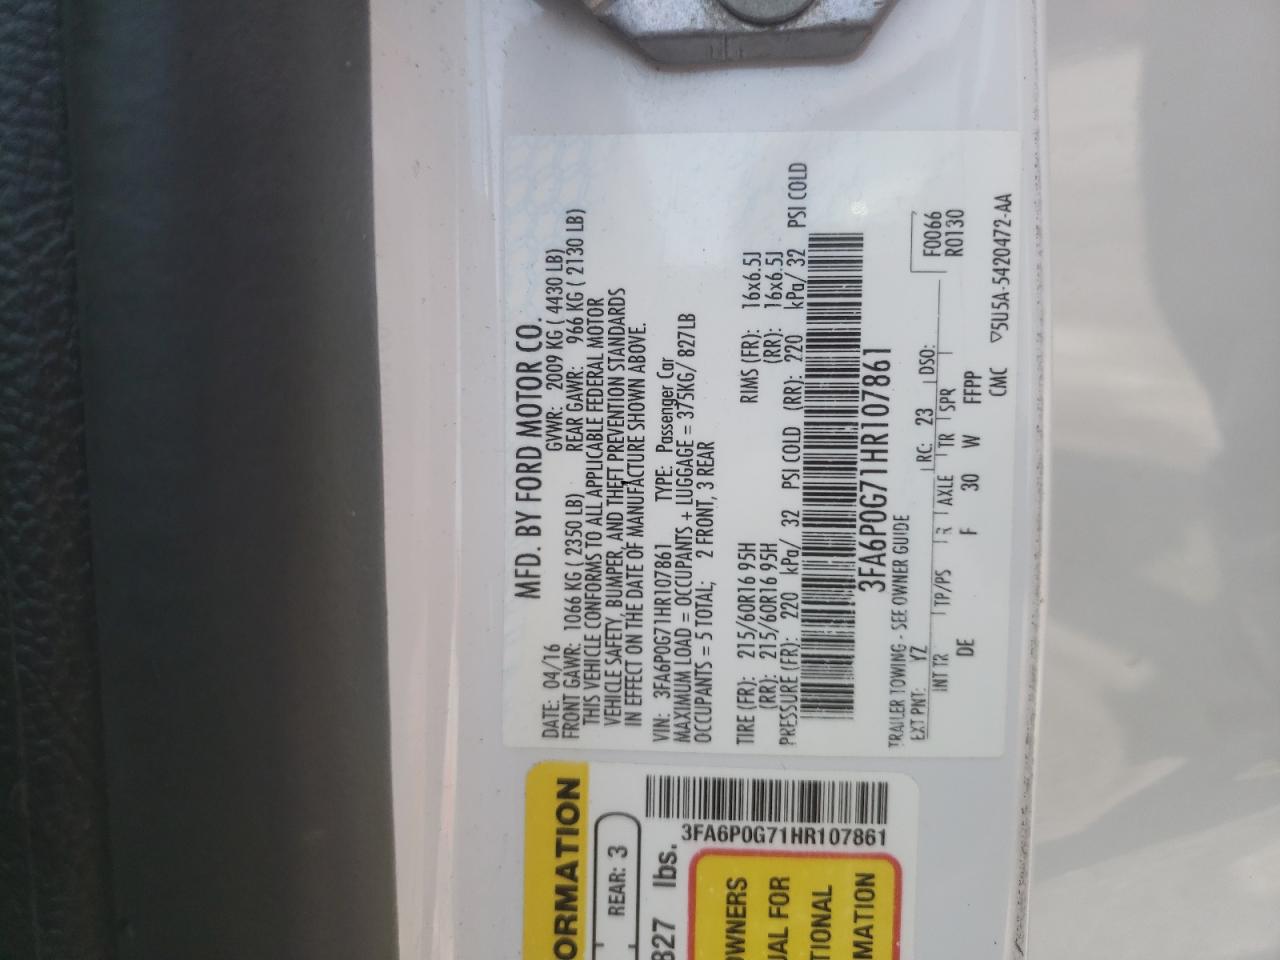 MFD. BY FORD MOTOR CO.
DATE: 04/16 GVWR: 2009 KG ( 4430 LB)
FRONT GAWR: 1066 KG ( 2350 LB) REAR GAWR: 966 KG ( 2130 LB)
THIS VEHICLE CONFORMS TO ALL APPLICABLE FEDERAL MOTOR
VEHICLE SAFETY, BUMPER, AND THEFT PREVENTION STANDARDS
IN EFFECT ON THE DATE OF MANUFACTURE SHOWN ABOVE.
VIN: 3FA6P0G71HR107861 TYPE: Passenger Car
MAXIMUM LOAD = OCCUPANTS + LUGGAGE = 375KG/ 827LB
OCCUPANTS = 5 TOTAL; 2 FRONT, 3 REAR
TIRE (FR): 215/60R16 95H RIMS (FR): 16x6.5J
(RR): 215/60R16 95H (RR): 16x6.5J
PRESSURE (FR): 220 kPa/ 32 PSI COLD (RR): 220 kPa/ 32 PSI COLD
3FA6P0G71HR107861
TRAILER TOWING - SEE OWNER GUIDE
EXT PNT: YZ RC: 23 DSO: F0066
INT TR TP/PS R AXLE TR SPR R0130
DE F 30 W FFPP
CMC ▽5U5A-5420472-AA
ORMATION
REAR: 3
827 lbs.
3FA6P0G71HR107861
OWNERS
UAL FOR
TIONAL
MATION